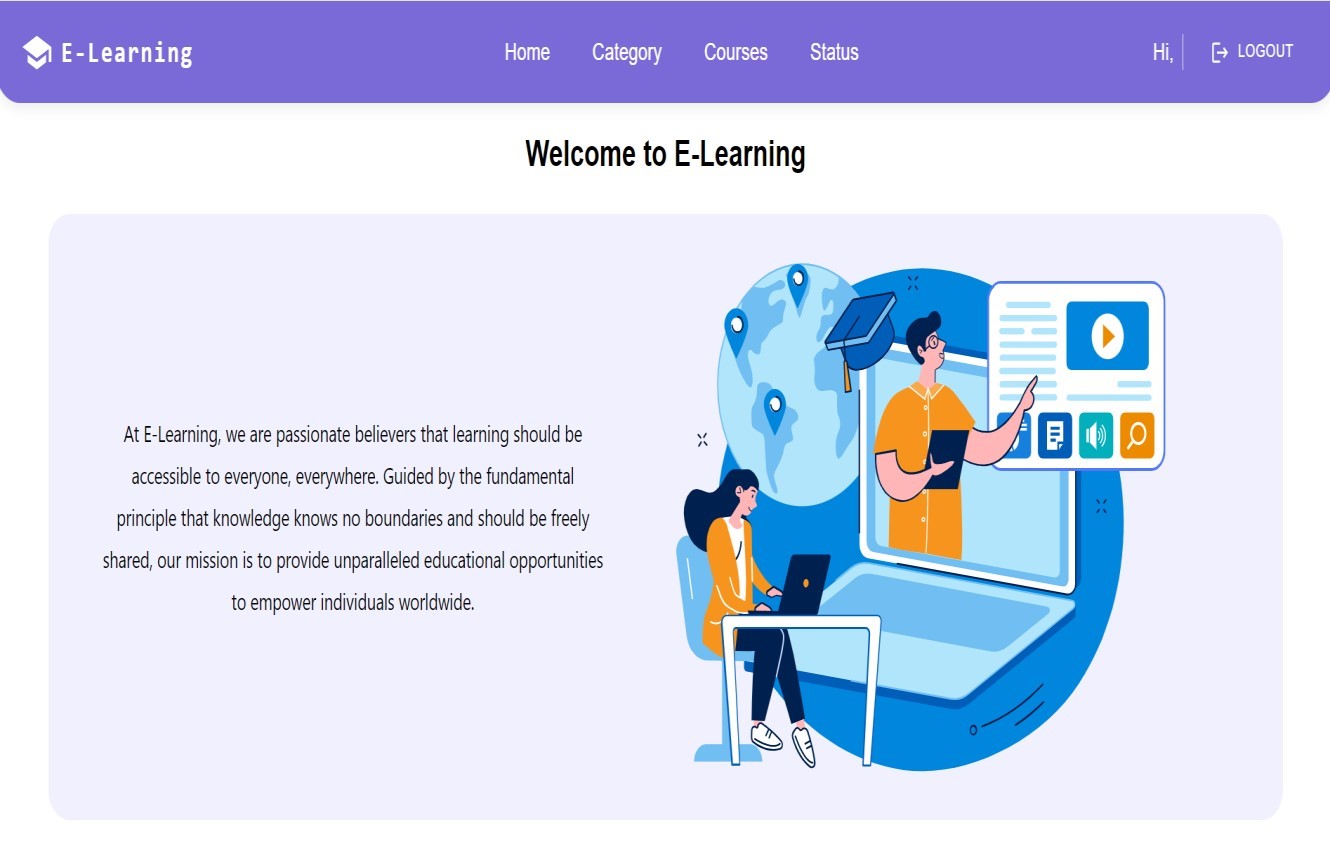 E-Learning
Home Category Courses Status
Hi, LOGOUT
Welcome to E-Learning
At E-Learning, we are passionate believers that learning should be
accessible to everyone, everywhere. Guided by the fundamental
principle that knowledge knows no boundaries and should be freely
shared, our mission is to provide unparalleled educational opportunities
to empower individuals worldwide.